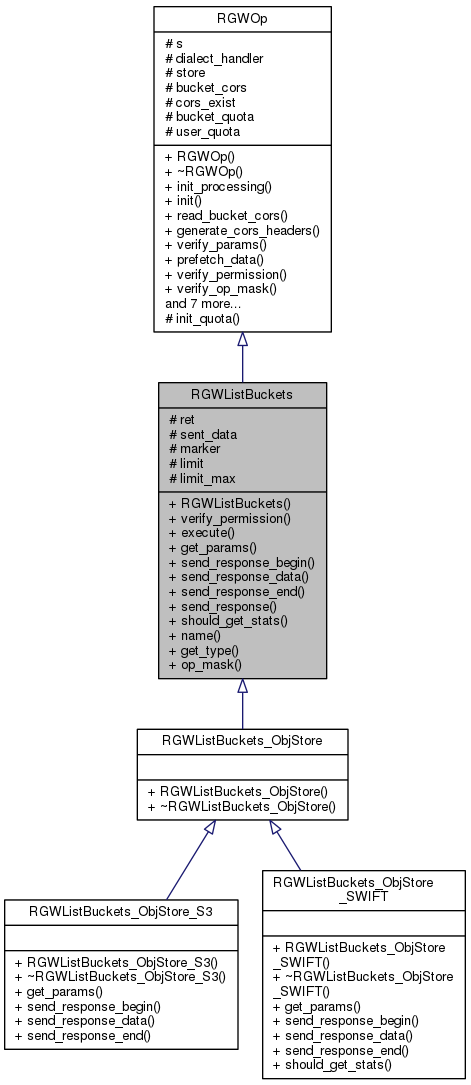 RGWOp
# s
# dialect_handler
# store
# bucket_cors
# cors_exist
# bucket_quota
# user_quota
+ RGWOp()
+ ~RGWOp()
+ init_processing()
+ init()
+ read_bucket_cors()
+ generate_cors_headers()
+ verify_params()
+ prefetch_data()
+ verify_permission()
+ verify_op_mask()
and 7 more...
# init_quota()
RGWListBuckets
# ret
# sent_data
# marker
# limit
# limit_max
+ RGWListBuckets()
+ verify_permission()
+ execute()
+ get_params()
+ send_response_begin()
+ send_response_data()
+ send_response_end()
+ send_response()
+ should_get_stats()
+ name()
+ get_type()
+ op_mask()
RGWListBuckets_ObjStore
+ RGWListBuckets_ObjStore()
+ ~RGWListBuckets_ObjStore()
RGWListBuckets_ObjStore_S3
+ RGWListBuckets_ObjStore_S3()
+ ~RGWListBuckets_ObjStore_S3()
+ get_params()
+ send_response_begin()
+ send_response_data()
+ send_response_end()
RGWListBuckets_ObjStore
_SWIFT
+ RGWListBuckets_ObjStore
_SWIFT()
+ ~RGWListBuckets_ObjStore
_SWIFT()
+ get_params()
+ send_response_begin()
+ send_response_data()
+ send_response_end()
+ should_get_stats()